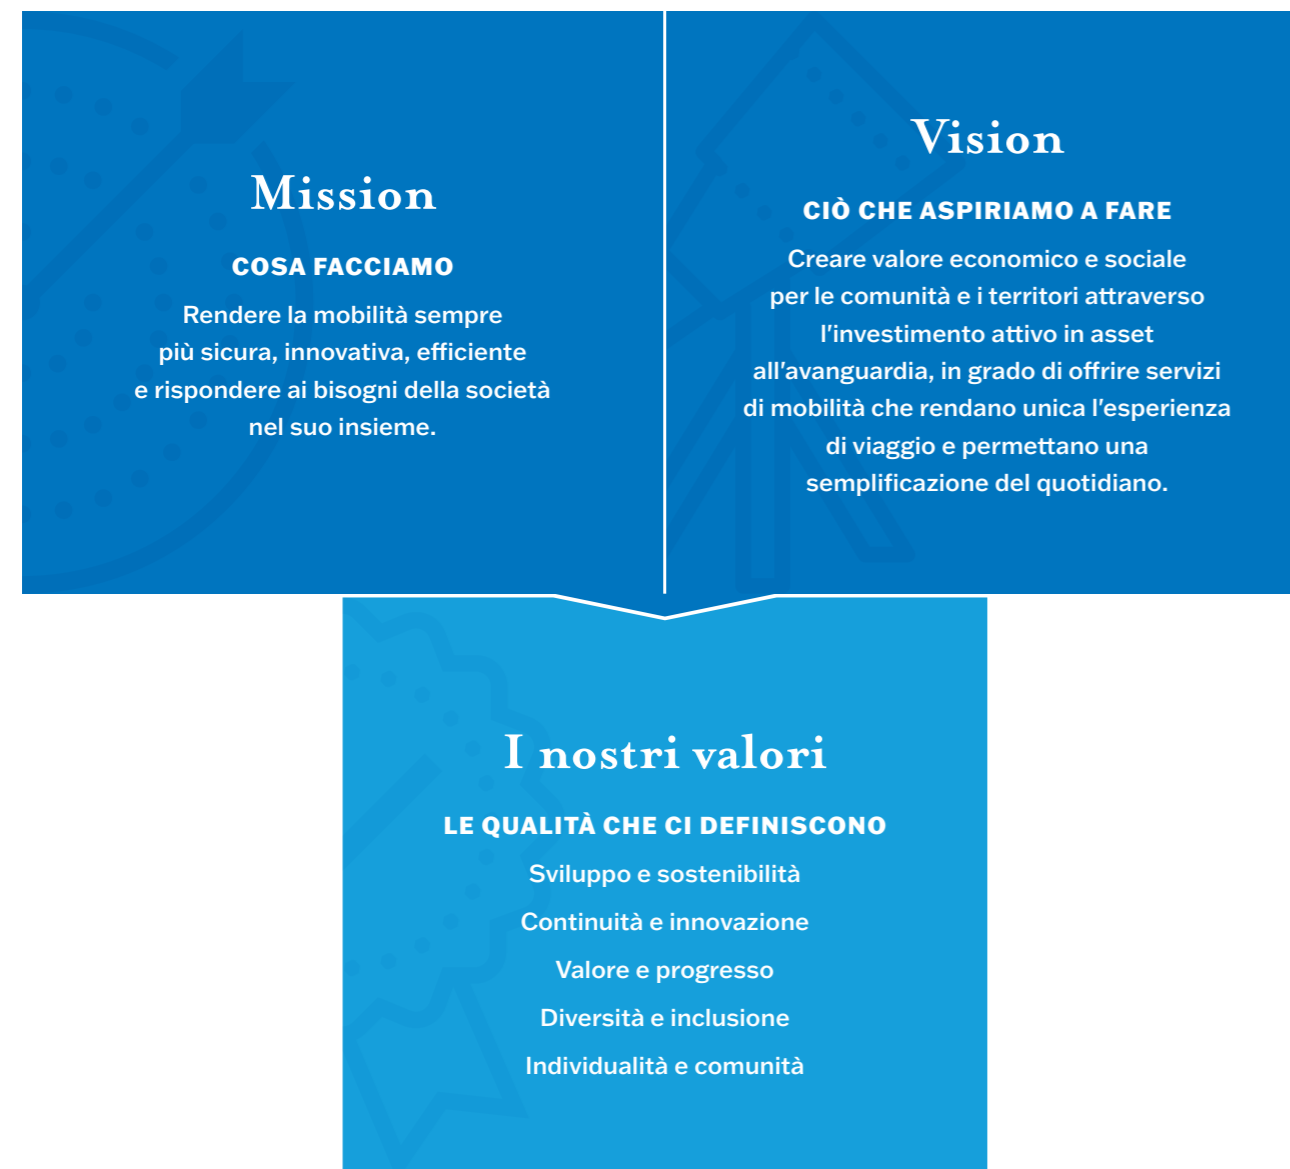 Mission
COSA FACCIAMO
Rendere la mobilità sempre
più sicura, innovativa, efficiente
e rispondere ai bisogni della società
nel suo insieme.
Vision
CIÒ CHE ASPIRIAMO A FARE
Creare valore economico e sociale
per le comunità e i territori attraverso
l'investimento attivo in asset
all'avanguardia, in grado di offrire servizi
di mobilità che rendano unica l'esperienza
di viaggio e permettano una
semplificazione del quotidiano.
I nostri valori
LE QUALITÀ CHE CI DEFINISCONO
Sviluppo e sostenibilità
Continuità e innovazione
Valore e progresso
Diversità e inclusione
Individualità e comunità